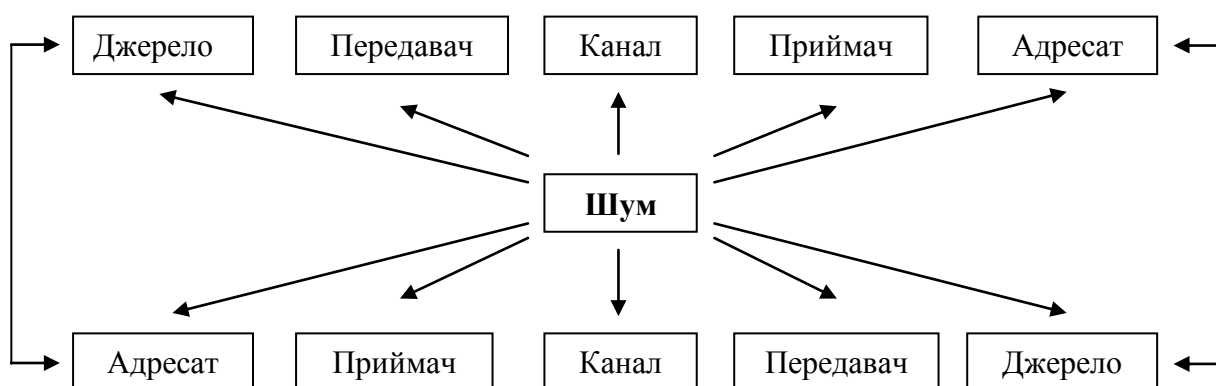 Джерело Передавач Канал Приймач Адресат
Шум
Адресат Приймач Канал Передавач Джерело